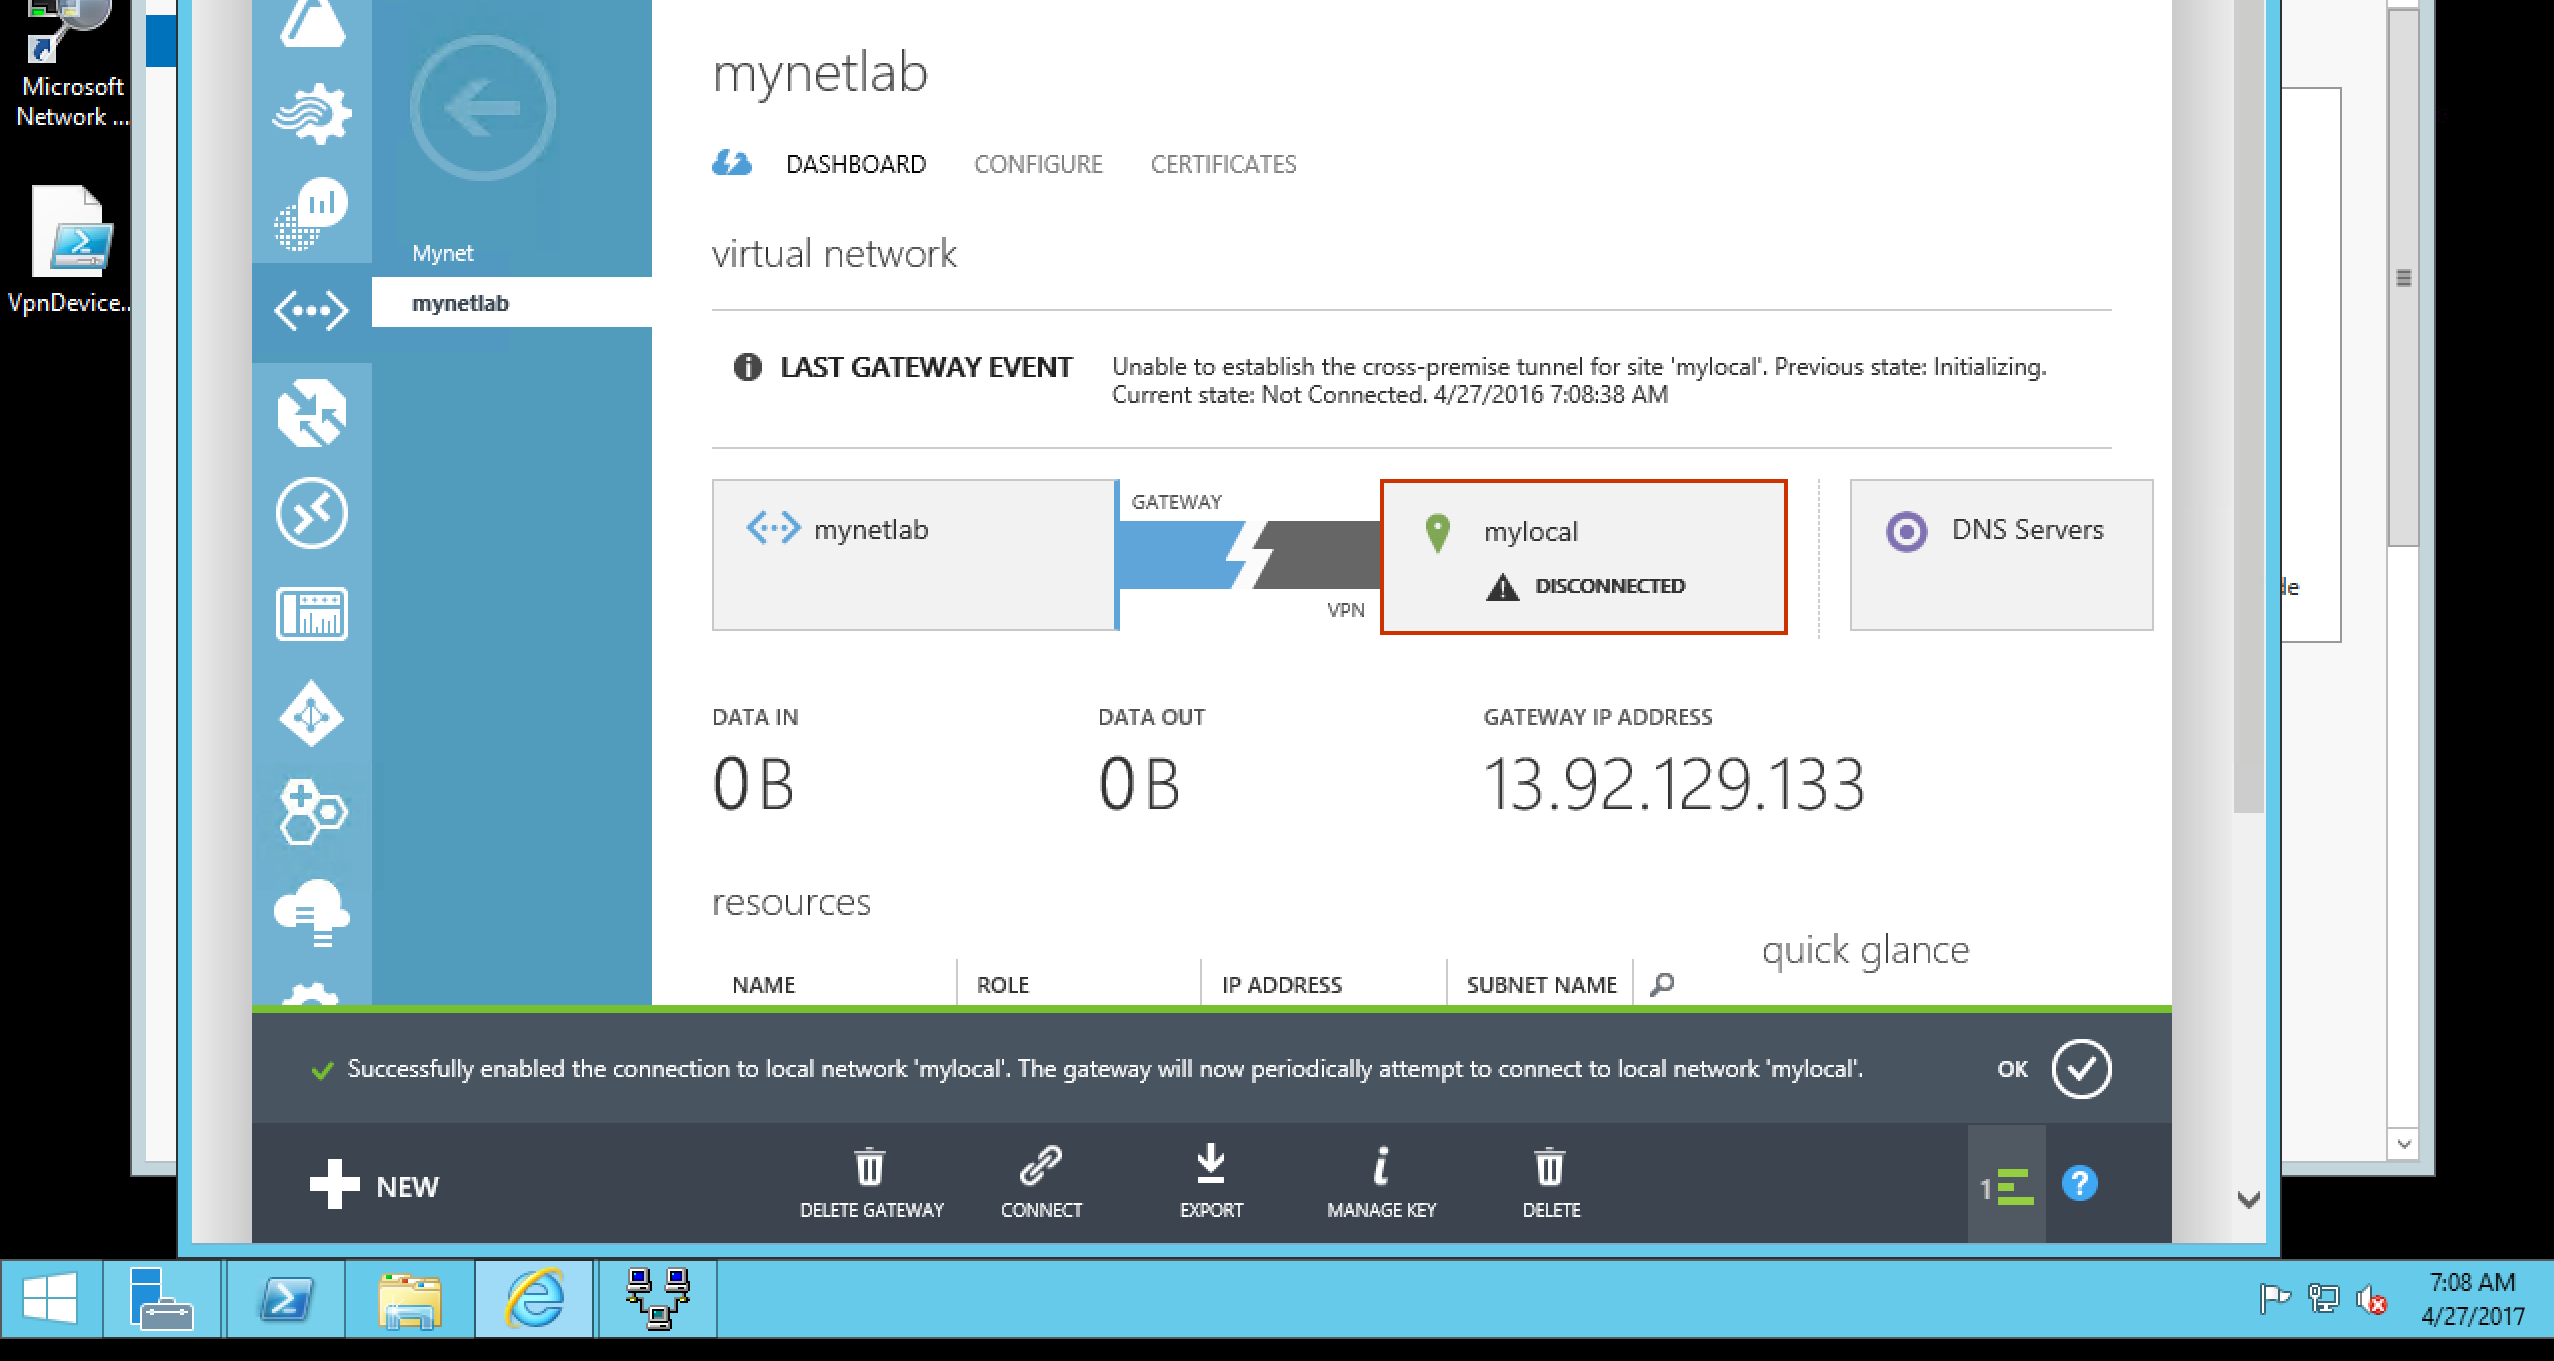 Microsoft
Network ...
VpnDevice..
Mynet
mynetlab
mynetlab
DASHBOARD CONFIGURE CERTIFICATES
virtual network
LAST GATEWAY EVENT
Unable to establish the cross-premise tunnel for site 'mylocal'. Previous state: Initializing.
Current state: Not Connected. 4/27/2016 7:08:38 AM
mynetlab
GATEWAY
VPN
mylocal
DISCONNECTED
DNS Servers
de
DATA IN DATA OUT GATEWAY IP ADDRESS
0 B 0 B 13.92.129.133
resources
quick glance
NAME ROLE IP ADDRESS SUBNET NAME
Successfully enabled the connection to local network 'mylocal'. The gateway will now periodically attempt to connect to local network 'mylocal'.
OK
NEW
DELETE GATEWAY CONNECT EXPORT MANAGE KEY DELETE
1
?
7:08 AM
4/27/2017